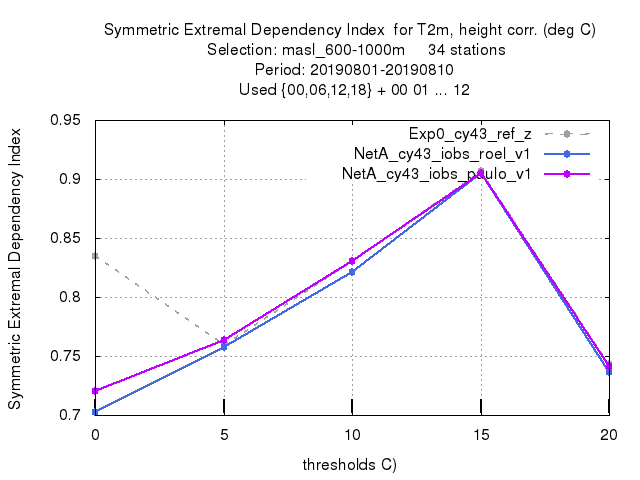 Symmetric Extremal Dependency Index  for T2m, height corr. (deg C)
Selection: masl_600-1000m     34 stations
Period: 20190801-20190810
Used {00,06,12,18} + 00 01 ... 12
Symmetric Extremal Dependency Index
0.95
0.9
0.85
0.8
0.75
0.7
Exp0_cy43_ref_z
NetA_cy43_iobs_roel_v1
NetA_cy43_iobs_paulo_v1
0 5 10 15 20
thresholds C)